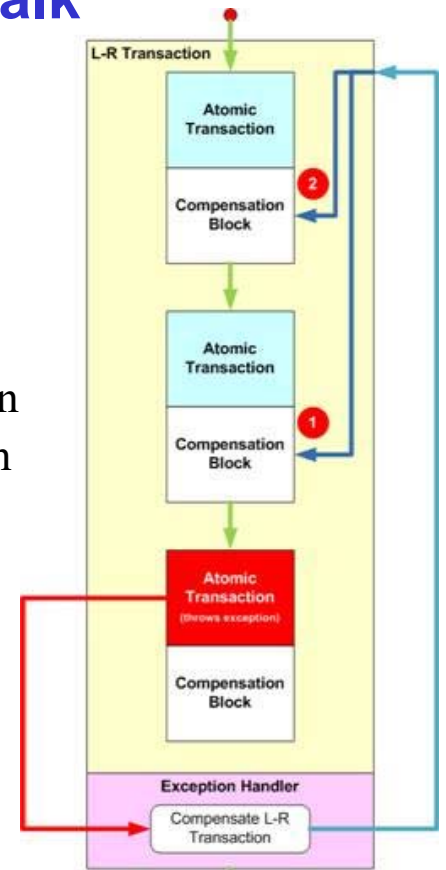 alk
L-R Transaction
Atomic
Transaction
2
Compensation
Block
Atomic
Transaction
n
1
Compensation
n
Block
Atomic
Transaction
(throws exception)
Compensation
Block
Exception Handler
Compensate L-R
Transaction